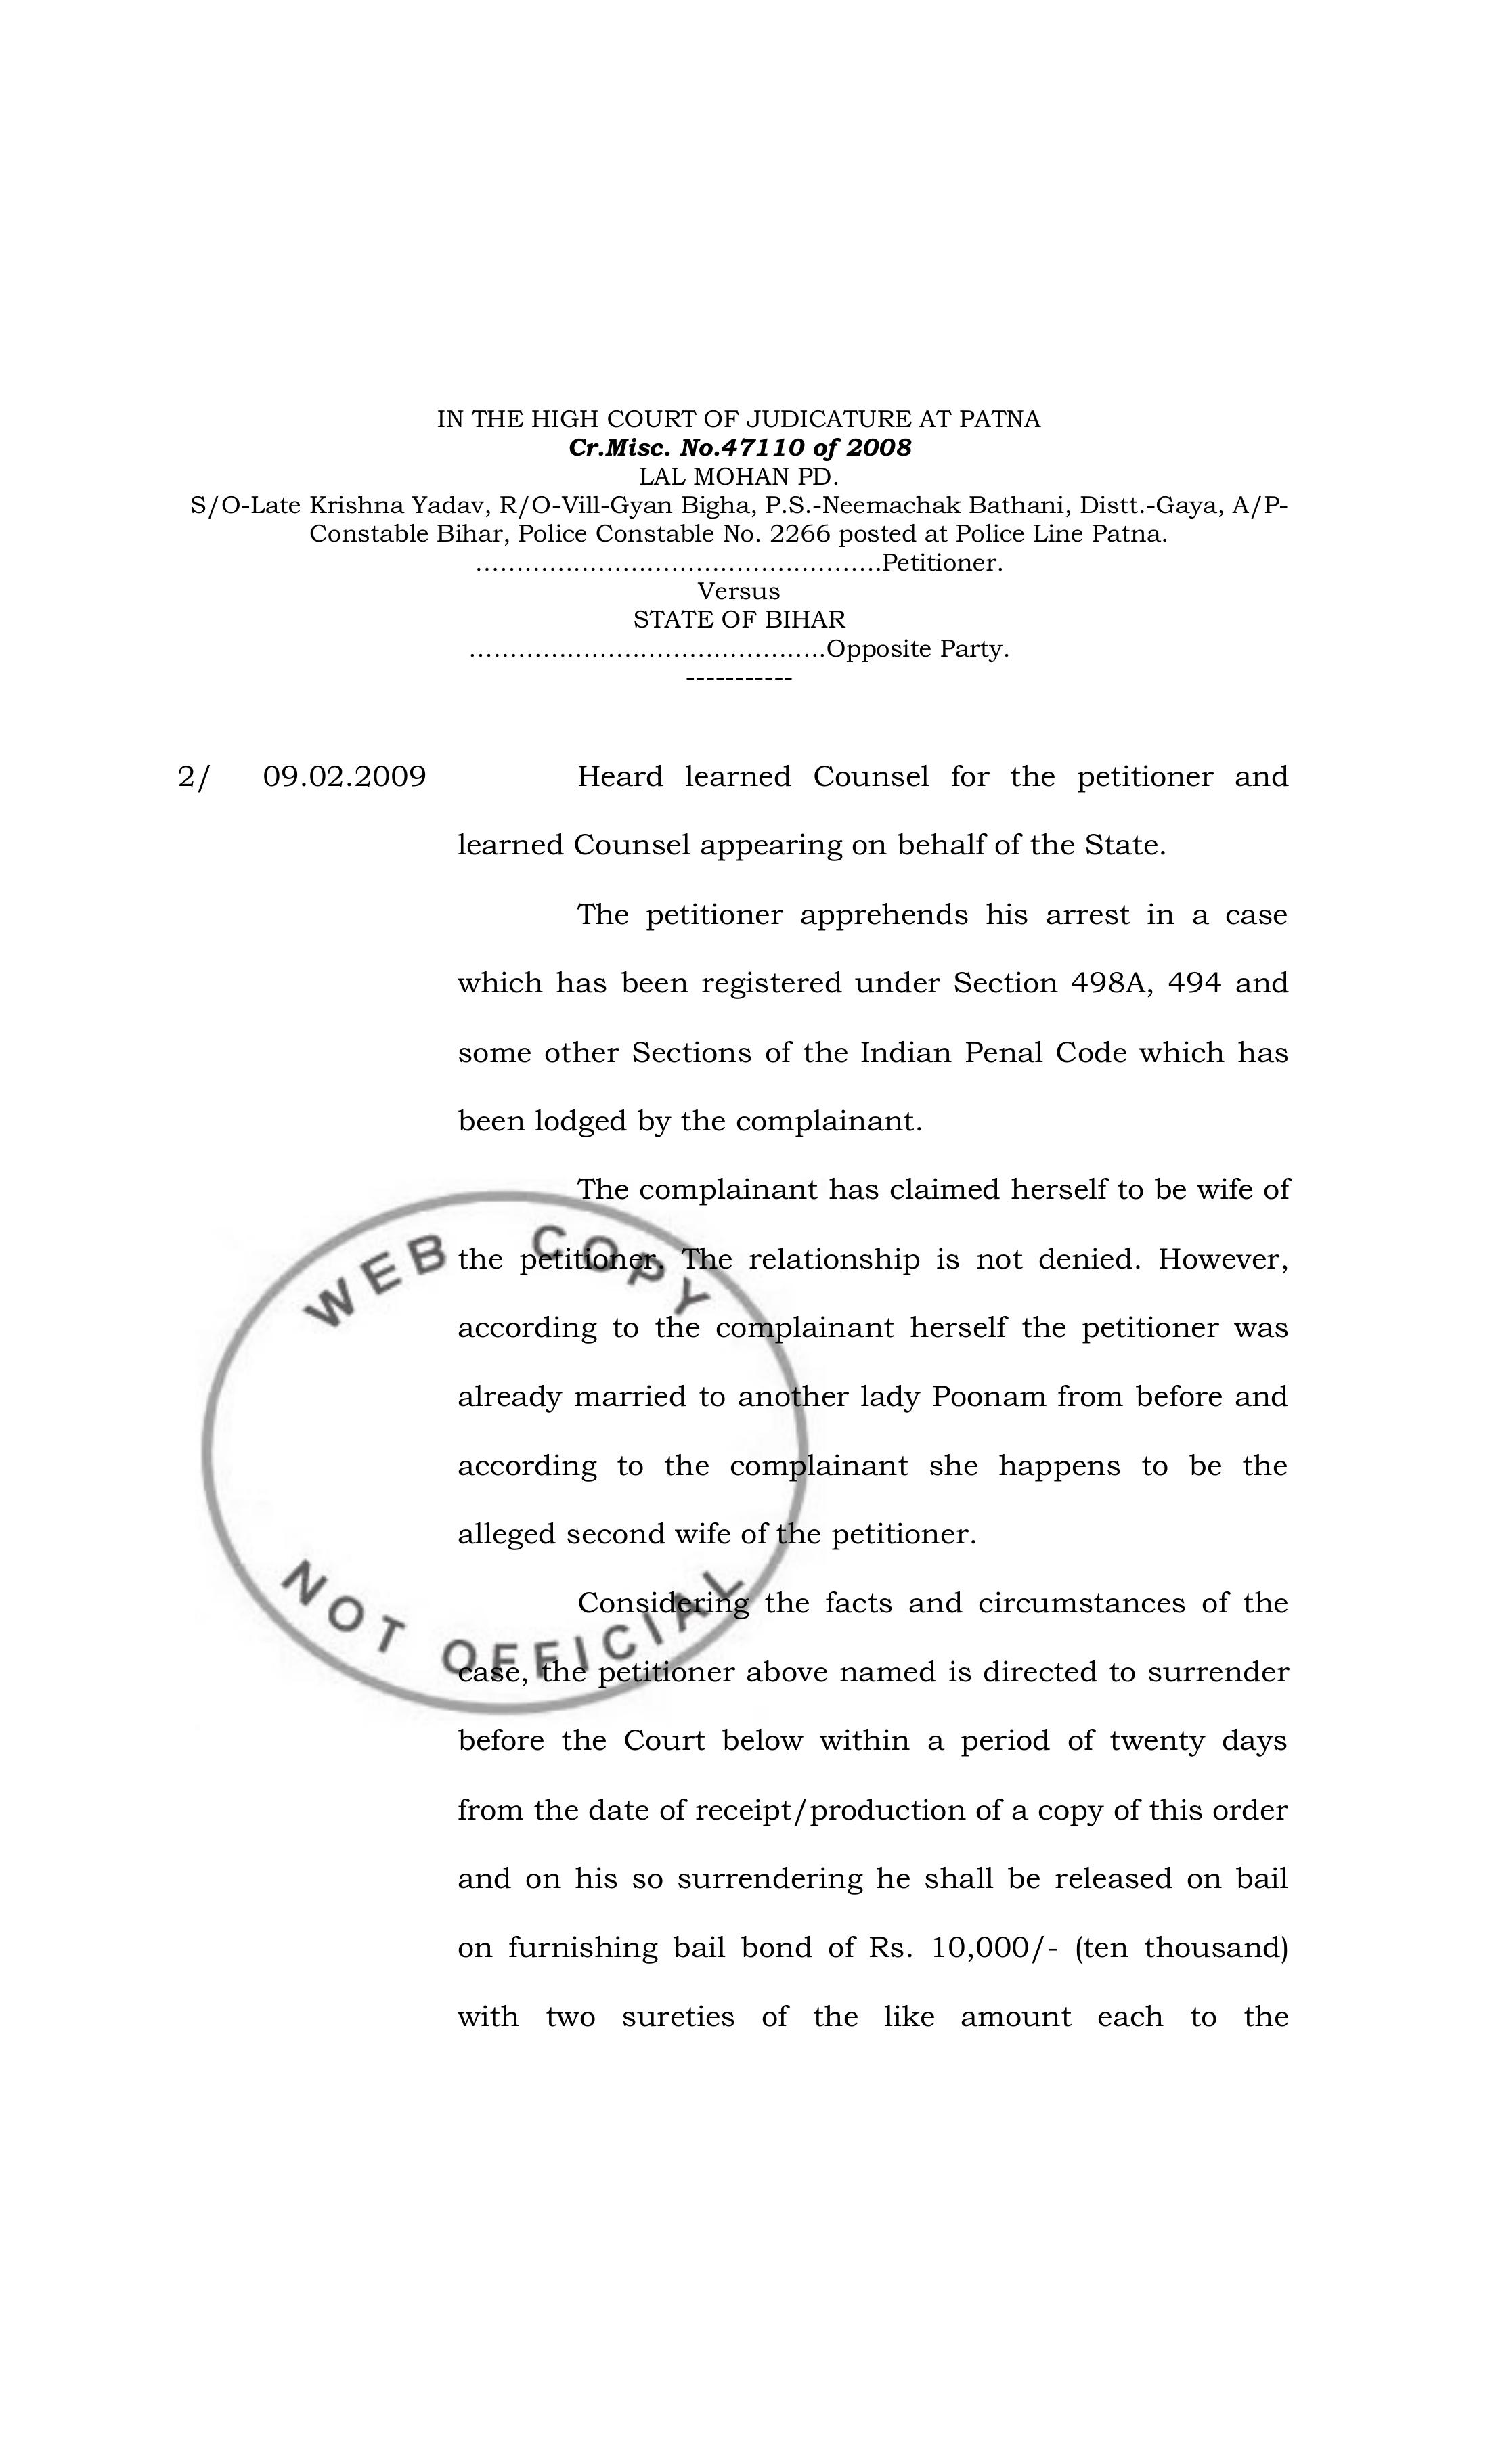 IN THE HIGH COURT OF JUDICATURE AT PATNA
Cr.Misc. No.47110 of 2008
LAL MOHAN PD.
S/O-Late Krishna Yadav, R/O-Vill-Gyan Bigha, P.S.-Neemachak Bathani, Distt.-Gaya, A/P-
Constable Bihar, Police Constable No. 2266 posted at Police Line Patna.
…………………………………………..Petitioner.
Versus
STATE OF BIHAR
……………………………………..Opposite Party.
-----------
2/ 09.02.2009 Heard learned Counsel for the petitioner and
learned Counsel appearing on behalf of the State.
The petitioner apprehends his arrest in a case
which has been registered under Section 498A, 494 and
some other Sections of the Indian Penal Code which has
been lodged by the complainant.
The complainant has claimed herself to be wife of
the petitioner. The relationship is not denied. However,
according to the complainant herself the petitioner was
already married to another lady Poonam from before and
according to the complainant she happens to be the
alleged second wife of the petitioner.
Considering the facts and circumstances of the
case, the petitioner above named is directed to surrender
before the Court below within a period of twenty days
from the date of receipt/production of a copy of this order
and on his so surrendering he shall be released on bail
on furnishing bail bond of Rs. 10,000/- (ten thousand)
with two sureties of the like amount each to the
WEB COPY
NOT OFFICIAL